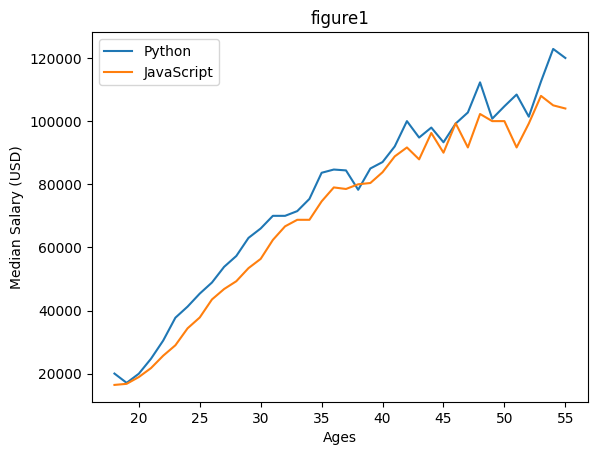 figure1
Python
JavaScript
Median Salary (USD)
120000
100000
80000
60000
40000
20000
20 25 30 35 40 45 50 55
Ages